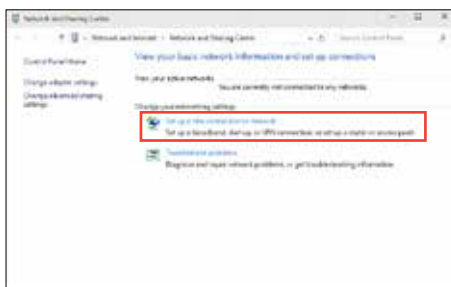 Network and Sharing Center
Network and Internet > Network and Sharing Center
Search Control Panel
Control Panel Home
View your basic network information and set up connections
View your active networks
Change adapter settings
You are currently not connected to any networks.
Change advanced sharing
settings
Change your networking settings
Set up a new connection or network
Set up a broadband, dial-up, or VPN connection; or set up a router or access point.
Troubleshoot problems
Diagnose and repair network problems, or get troubleshooting information.